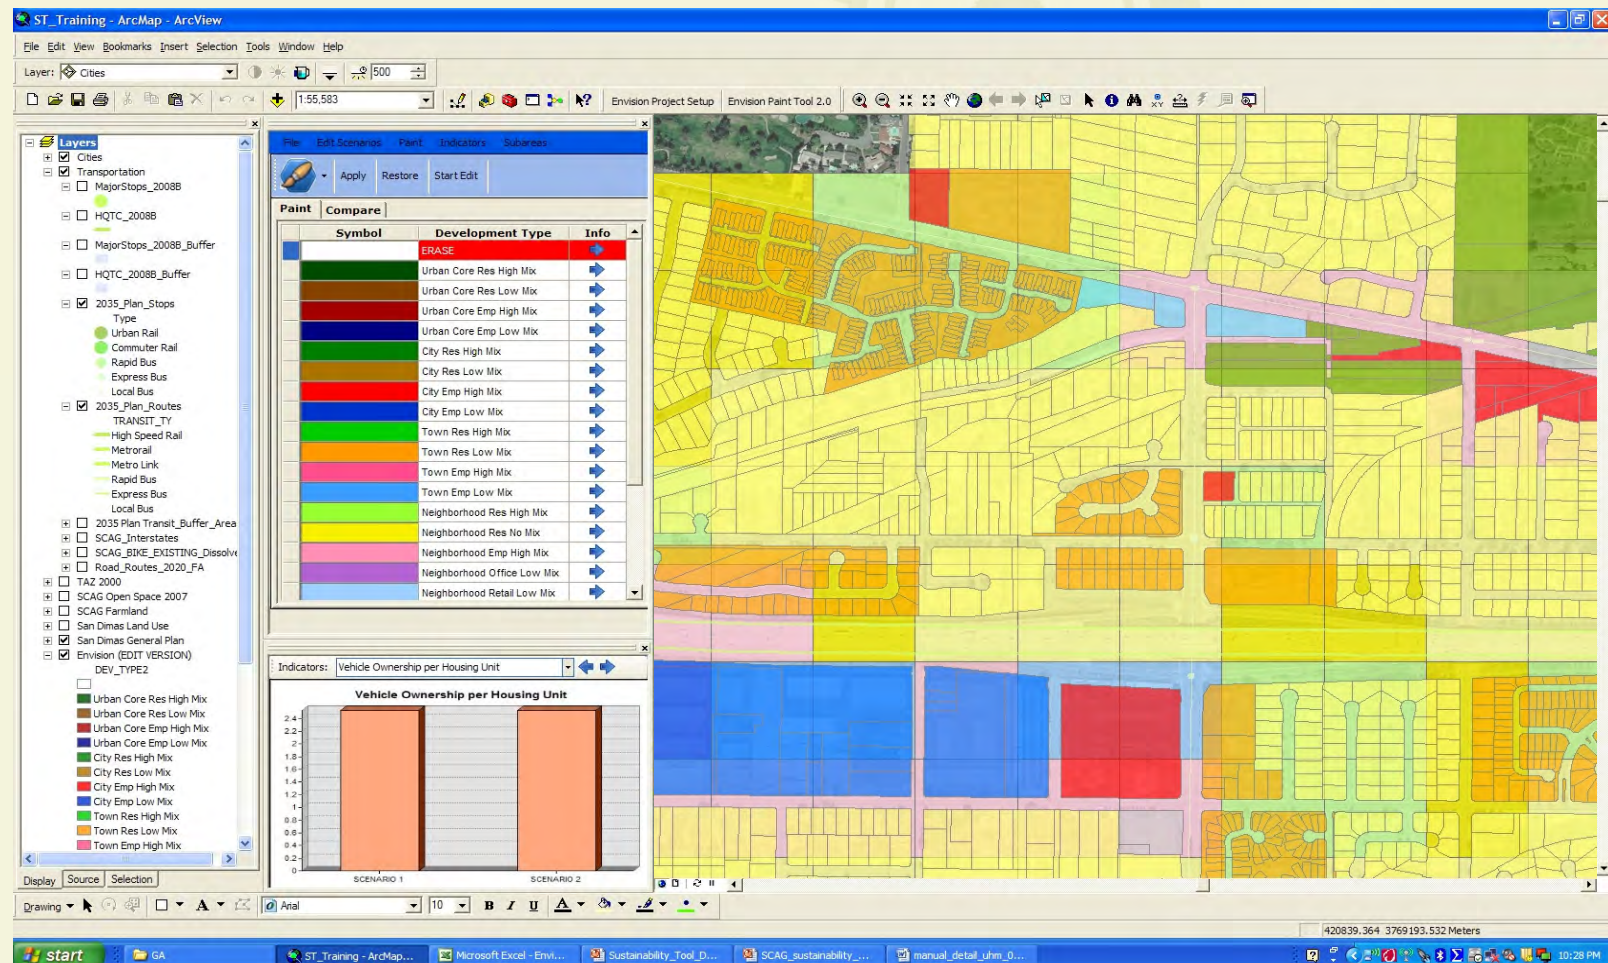 ST_Training - ArcMap - ArcView
File Edit View Bookmarks Insert Selection Tools Window Help
Layer: Cities 500
1:55,583 Envision Project Setup Envision Paint Tool 2.0
Layers
Cities
Transportation
MajorStops_2008B
HQTC_2008B
MajorStops_2008B_Buffer
HQTC_2008B_Buffer
2035_Plan_Stops
Type
Urban Rail
Commuter Rail
Rapid Bus
Express Bus
Local Bus
2035_Plan_Routes
TRANSIT_TY
High Speed Rail
Metrorail
Metro Link
Rapid Bus
Express Bus
Local Bus
2035 Plan Transit_Buffer_Area
SCAG_Interstates
SCAG_BIKE_EXISTING_Dissolve
Road_Routes_2020_FA
TAZ 2000
SCAG Open Space 2007
SCAG Farmland
San Dimas Land Use
San Dimas General Plan
Envision (EDIT VERSION)
DEV_TYPE2
Urban Core Res High Mix
Urban Core Res Low Mix
Urban Core Emp High Mix
Urban Core Emp Low Mix
City Res High Mix
City Res Low Mix
City Emp High Mix
City Emp Low Mix
Town Res High Mix
Town Res Low Mix
Town Emp High Mix
Display Source Selection
File Edit Scenarios Paint Indicators Subareas
Apply Restore Start Edit
Paint Compare
Symbol Development Type Info
ERASE
Urban Core Res High Mix
Urban Core Res Low Mix
Urban Core Emp High Mix
Urban Core Emp Low Mix
City Res High Mix
City Res Low Mix
City Emp High Mix
City Emp Low Mix
Town Res High Mix
Town Res Low Mix
Town Emp High Mix
Town Emp Low Mix
Neighborhood Res High Mix
Neighborhood Res No Mix
Neighborhood Emp High Mix
Neighborhood Office Low Mix
Neighborhood Retail Low Mix
Indicators: Vehicle Ownership per Housing Unit
Vehicle Ownership per Housing Unit
2.4
2.2
2
1.8
1.6
1.4
1.2
1
0.8
0.6
0.4
0.2
0
SCENARIO 1 SCENARIO 2
Drawing A Arial 10 B I U A
420839.364 3769193.532 Meters
start GA ST_Training - ArcMap... Microsoft Excel - Envi... Sustainability_Tool_D... SCAG_sustainability_... manual_detail_uhm_0... 10:28 PM